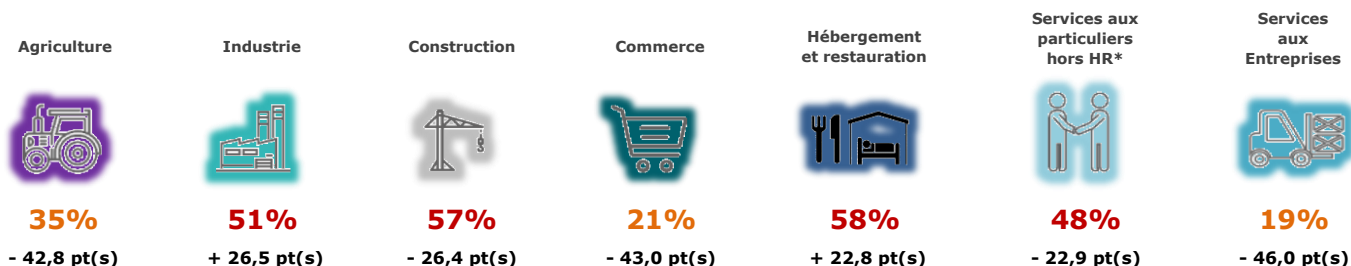 Agriculture
Industrie
Construction
Commerce
Hébergement
et restauration
Services aux
particuliers
hors HR*
Services
aux
Entreprises
35%
51%
57%
21%
58%
48%
19%
- 42,8 pt(s)
+ 26,5 pt(s)
- 26,4 pt(s)
- 43,0 pt(s)
+ 22,8 pt(s)
- 22,9 pt(s)
- 46,0 pt(s)